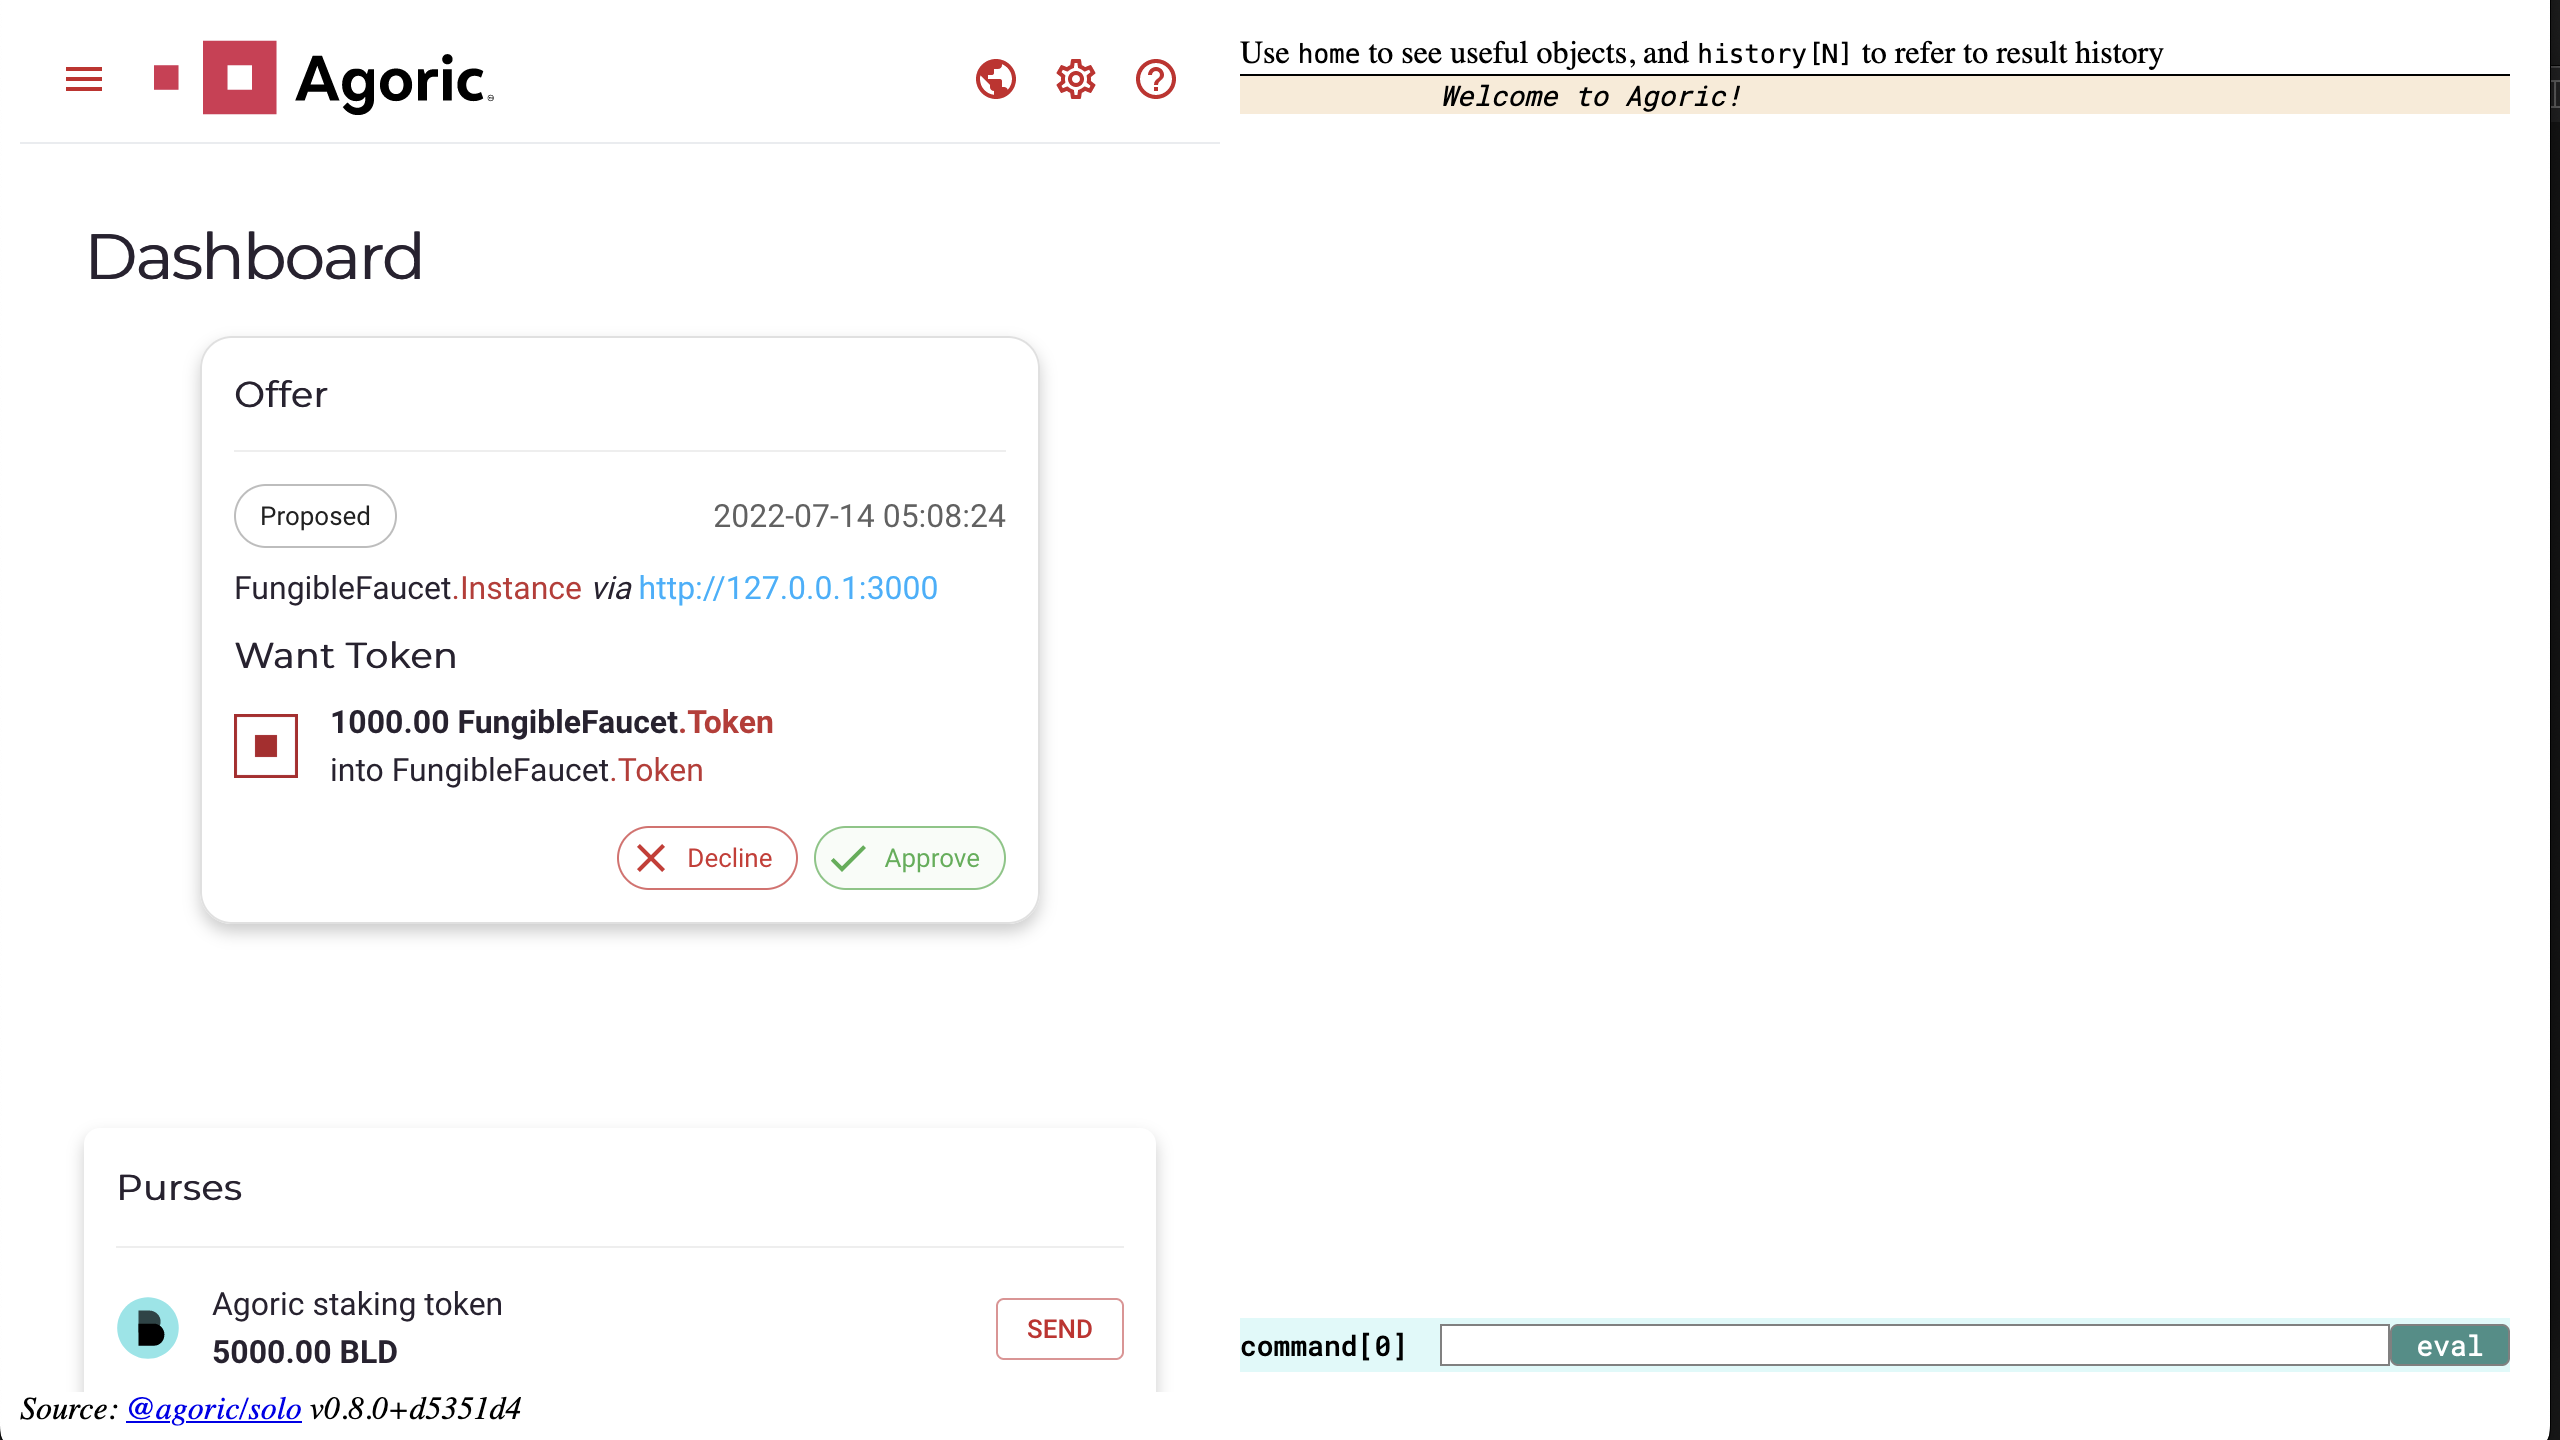 Agoric
Dashboard
Offer
Proposed
2022-07-14 05:08:24
FungibleFaucet.Instance via http://127.0.0.1:3000
Want Token
1000.00 FungibleFaucet.Token
into FungibleFaucet.Token
Decline
Approve
Purses
Agoric staking token
5000.00 BLD
SEND
Source: @agoric/solo v0.8.0+d5351d4
Use home to see useful objects, and history[N] to refer to result history
Welcome to Agoric!
command[0]
eval